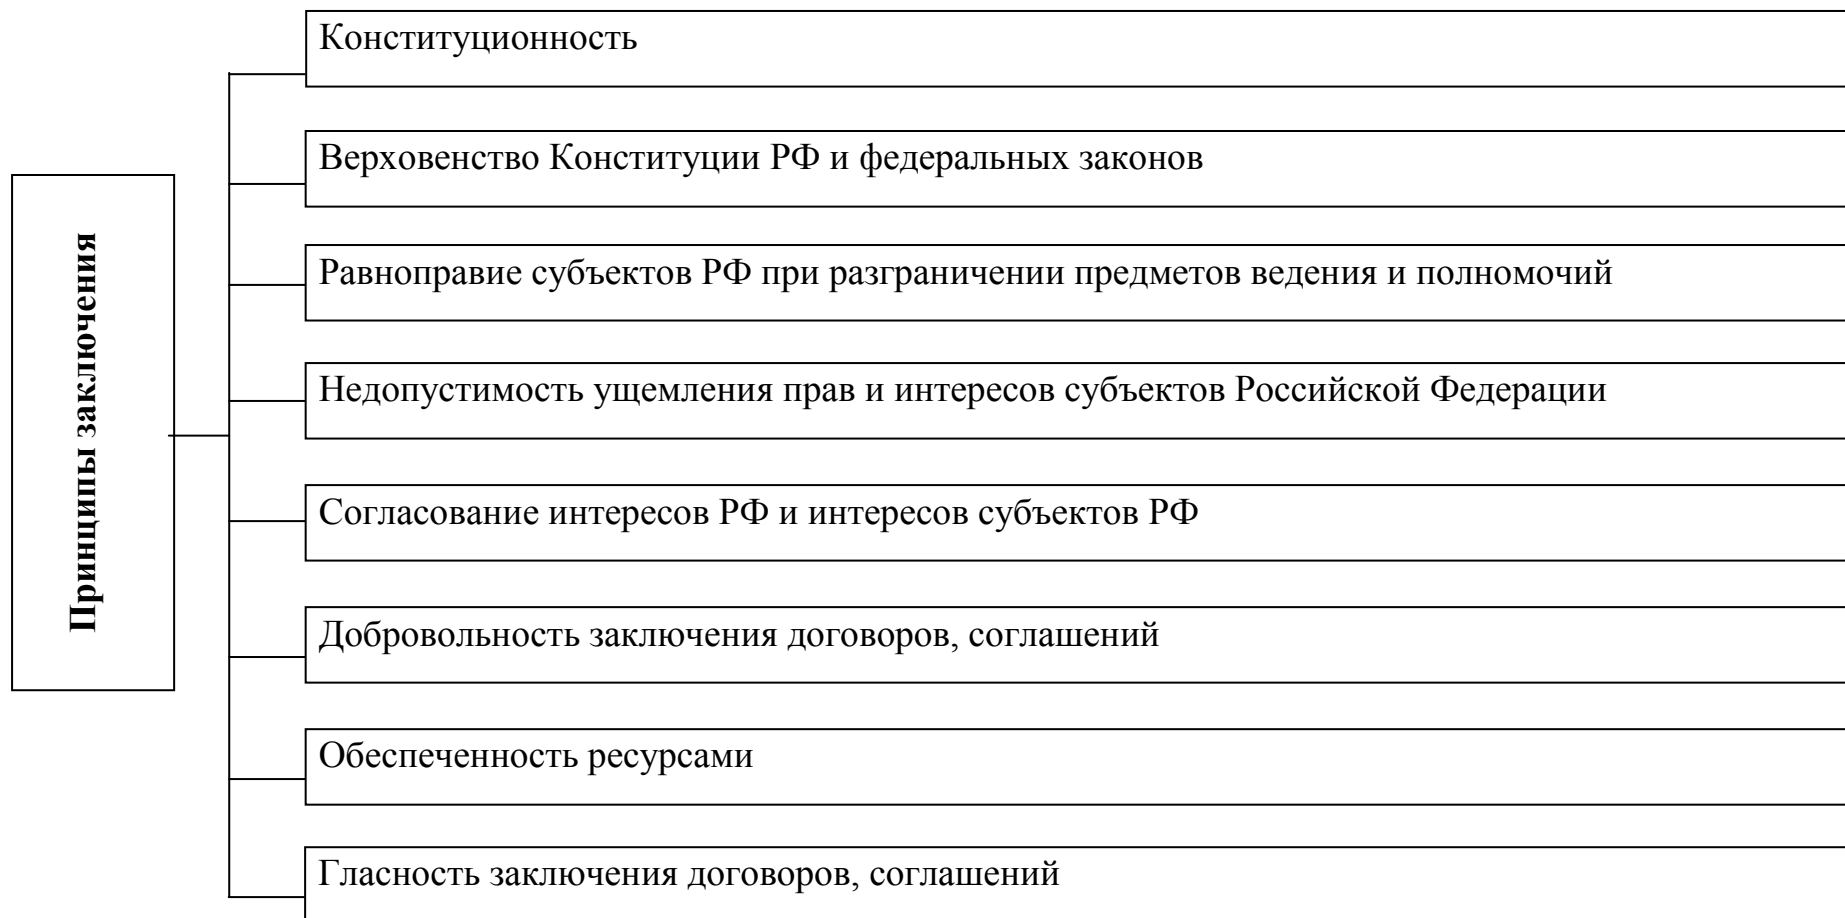 Принципы заключения
Конституционность
Верховенство Конституции РФ и федеральных законов
Равноправие субъектов РФ при разграничении предметов ведения и полномочий
Недопустимость ущемления прав и интересов субъектов Российской Федерации
Согласование интересов РФ и интересов субъектов РФ
Добровольность заключения договоров, соглашений
Обеспеченность ресурсами
Гласность заключения договоров, соглашений